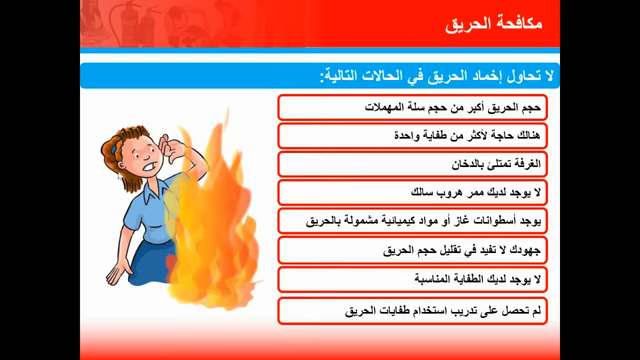 مكافحة الحريق
لا تحاول إخماد الحريق في الحالات التالية:
حجم الحريق أكبر من حجم سلة المهملات
هنالك حاجة لأكثر من طفاية واحدة
الغرفة تمتلئ بالدخان
لا يوجد لديك ممر هروب سالك
يوجد أسطوانات غاز أو مواد كيميائية مشمولة بالحريق
جهودك لا تفيد في تقليل حجم الحريق
لا يوجد لديك الطفاية المناسبة
لم تحصل على تدريب استخدام طفايات الحريق